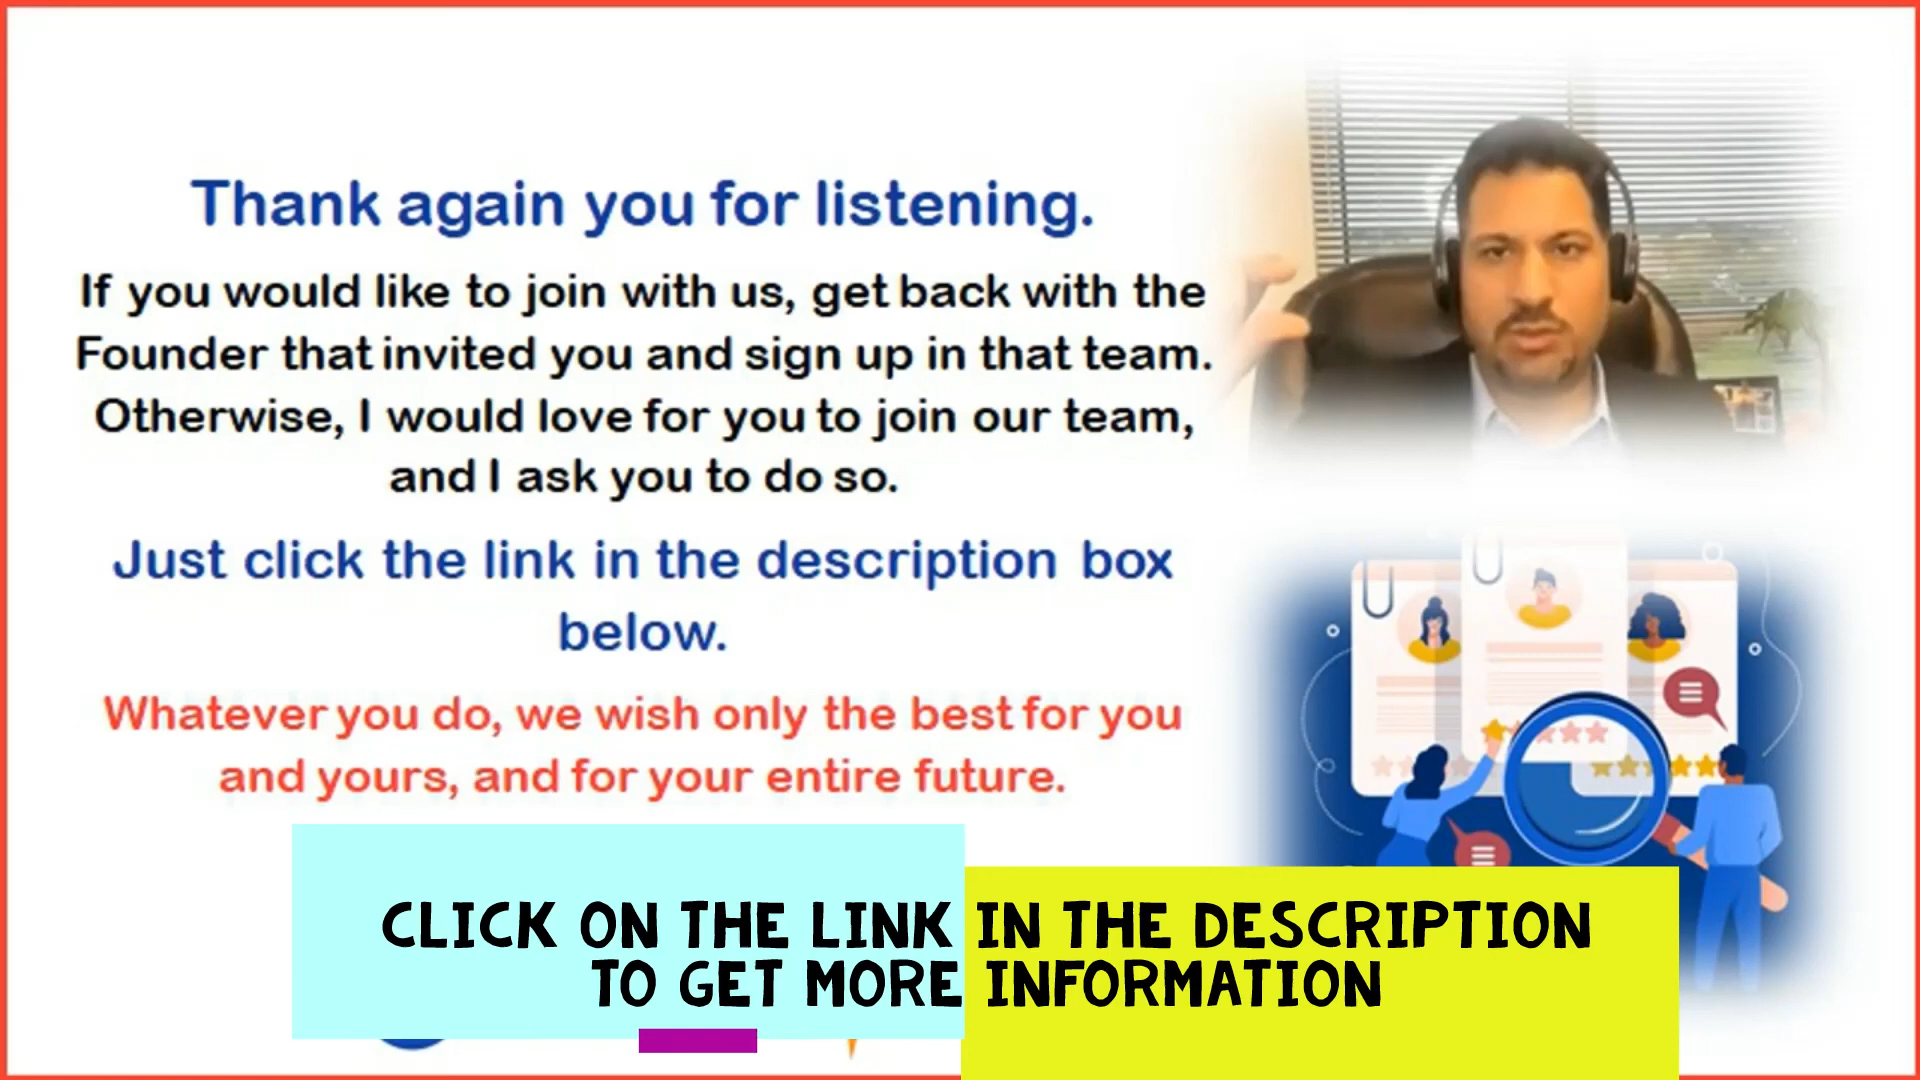 Thank again you for listening.
If you would like to join with us, get back with the
Founder that invited you and sign up in that team.
Otherwise, I would love for you to join our team,
and I ask you to do so.
Just click the link in the description box
below.
Whatever you do, we wish only the best for you
and yours, and for your entire future.
CLICK ON THE LINK IN THE DESCRIPTION
TO GET MORE INFORMATION